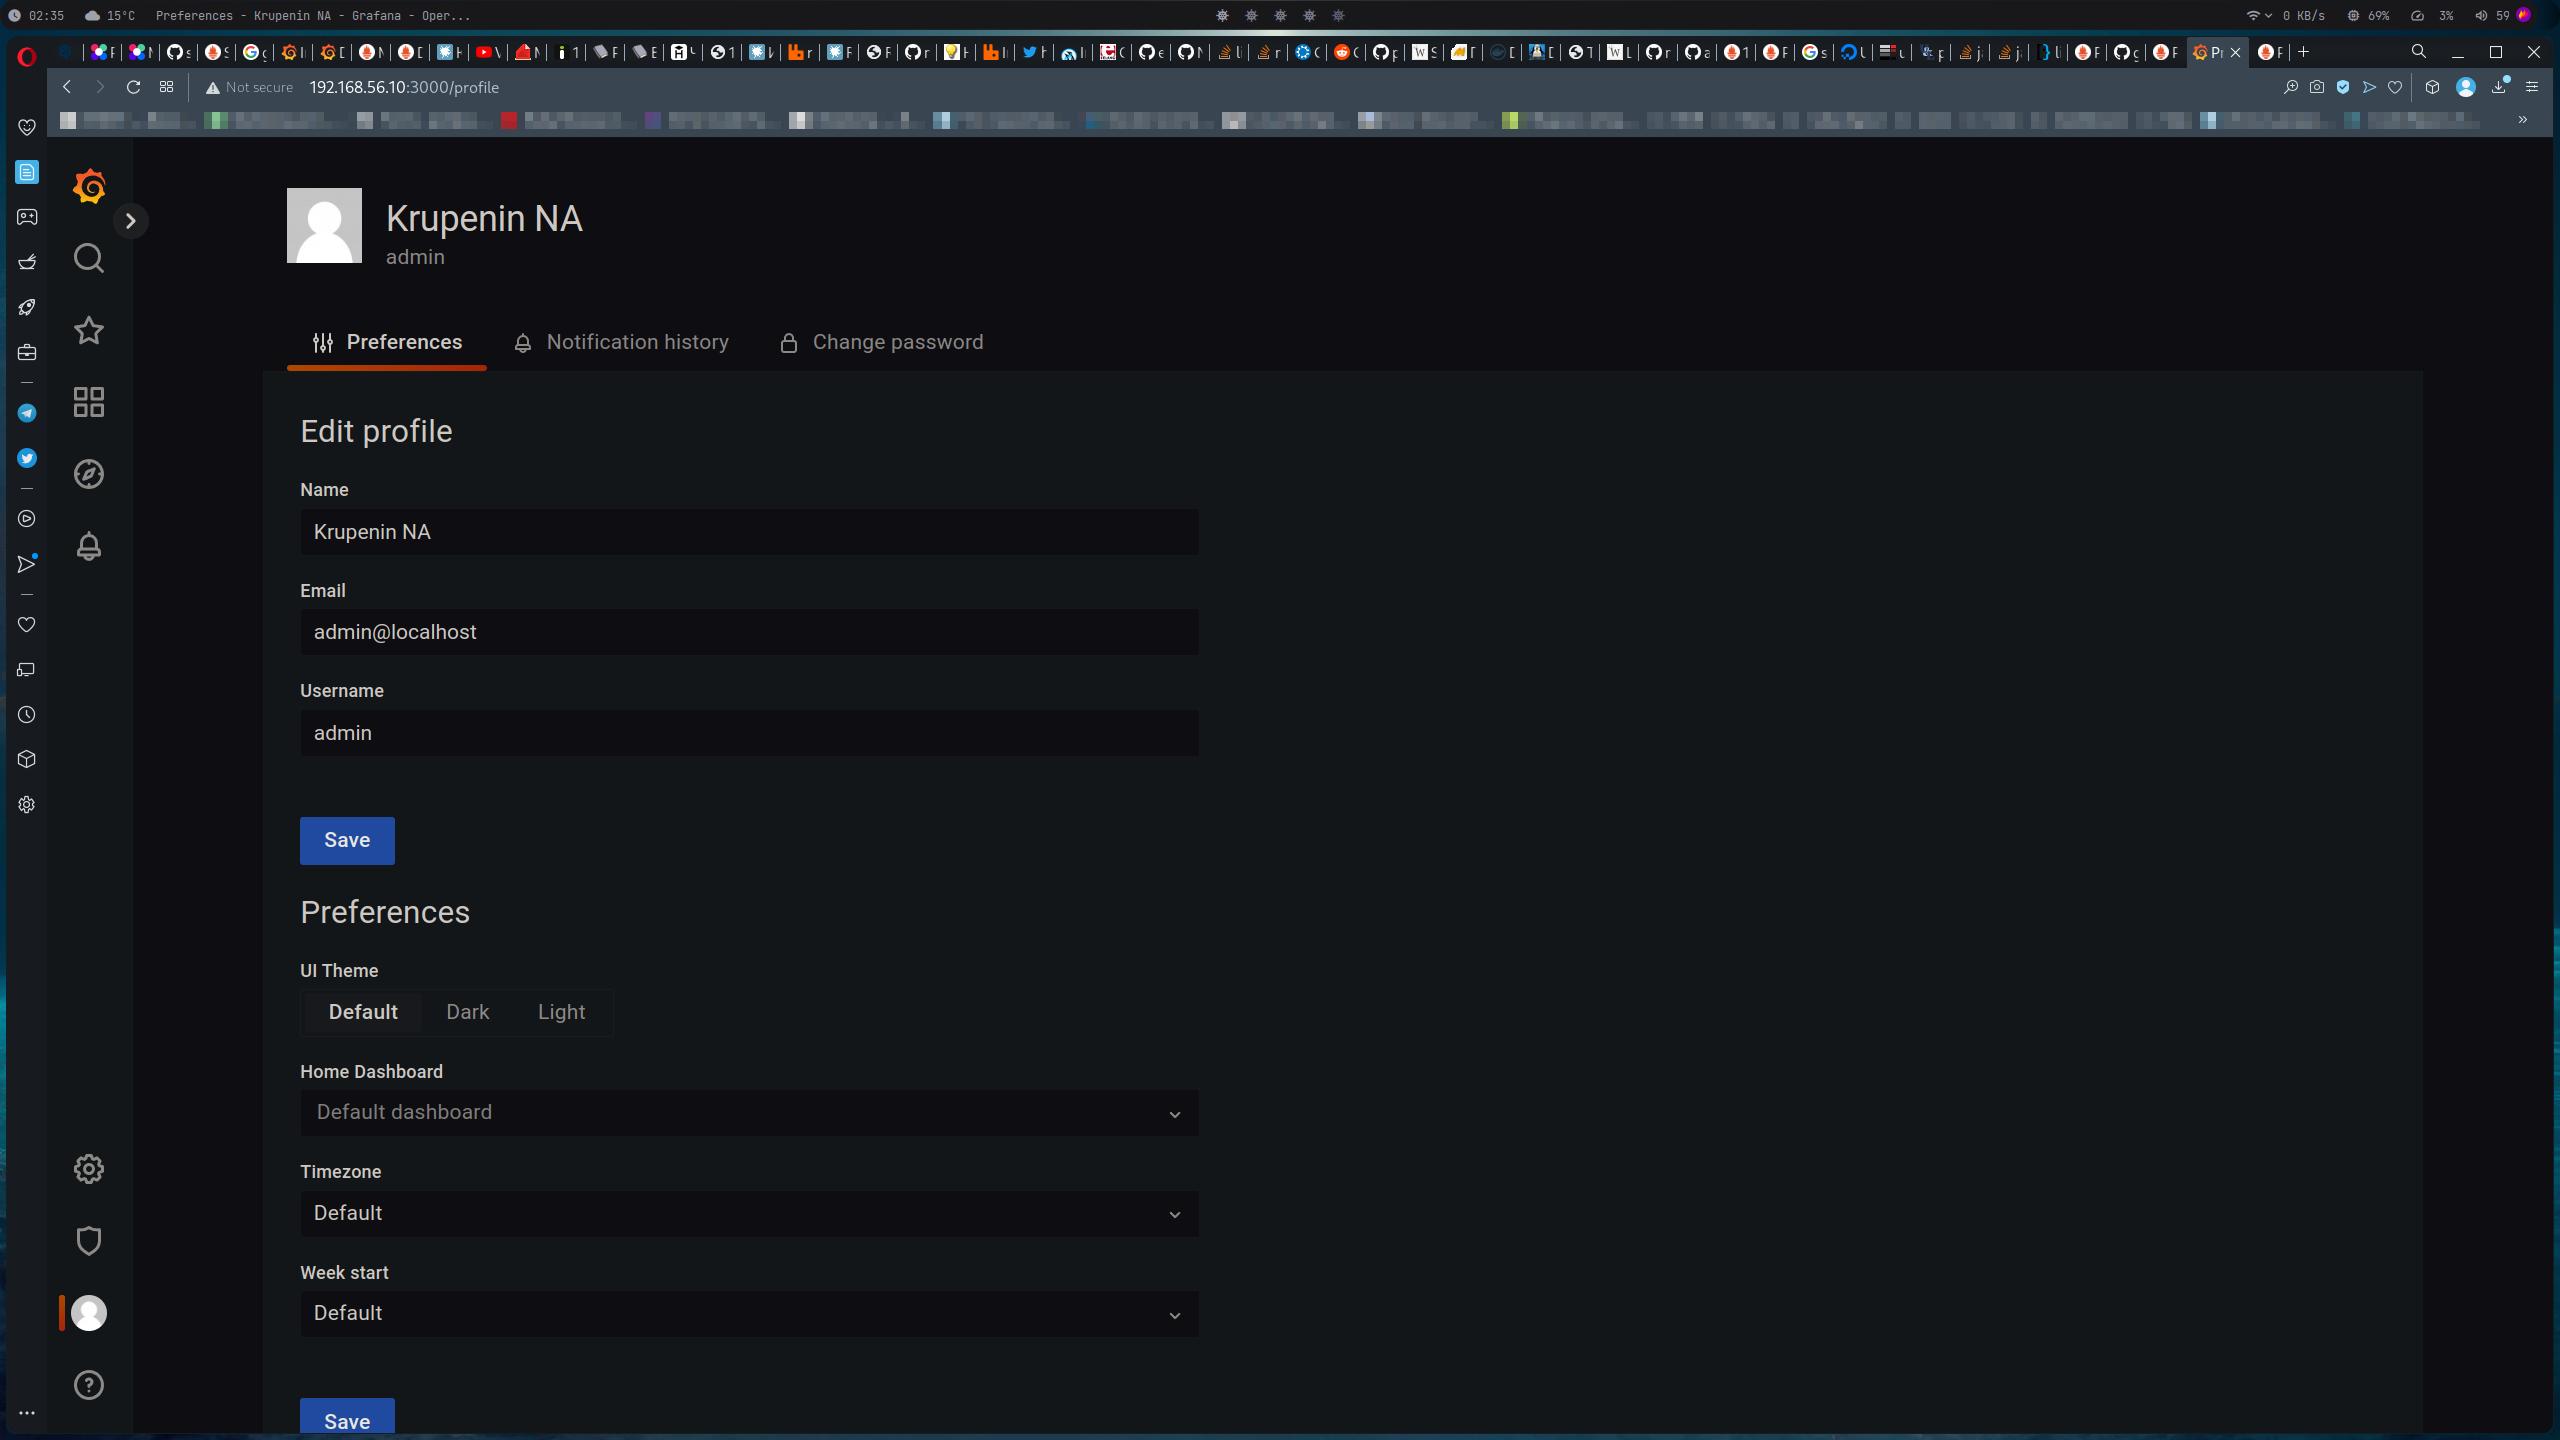 02:35 15°C Preferences - Krupenin NA - Grafana - Oper... 0 KB/s 69% 3% 59
Not secure 192.168.56.10:3000/profile
Krupenin NA
admin
Preferences Notification history Change password
Edit profile
Name
Krupenin NA
Email
admin@localhost
Username
admin
Save
Preferences
UI Theme
Default Dark Light
Home Dashboard
Default dashboard
Timezone
Default
Week start
Default
Save